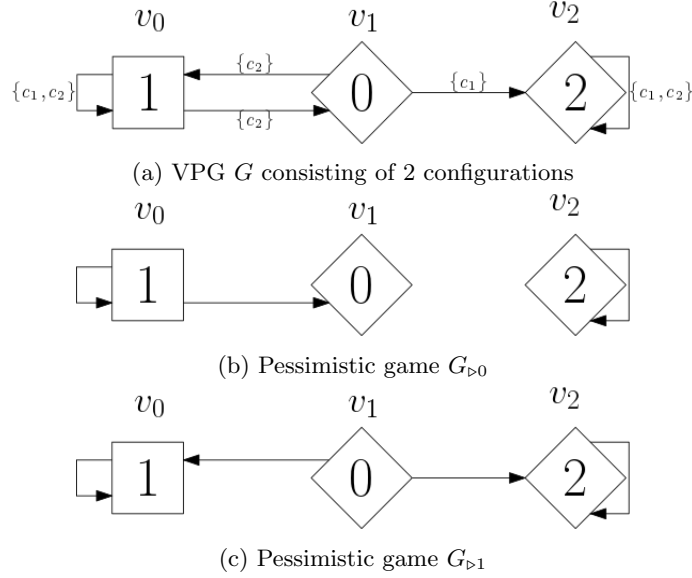 v₀ v₁ v₂
{c₂}
{c₁}
{c₁, c₂} 1 0 2 {c₁, c₂}
{c₂}
(a) VPG G consisting of 2 configurations
v₀ v₁ v₂
1 0 2
(b) Pessimistic game G▹₀
v₀ v₁ v₂
1 0 2
(c) Pessimistic game G▹₁